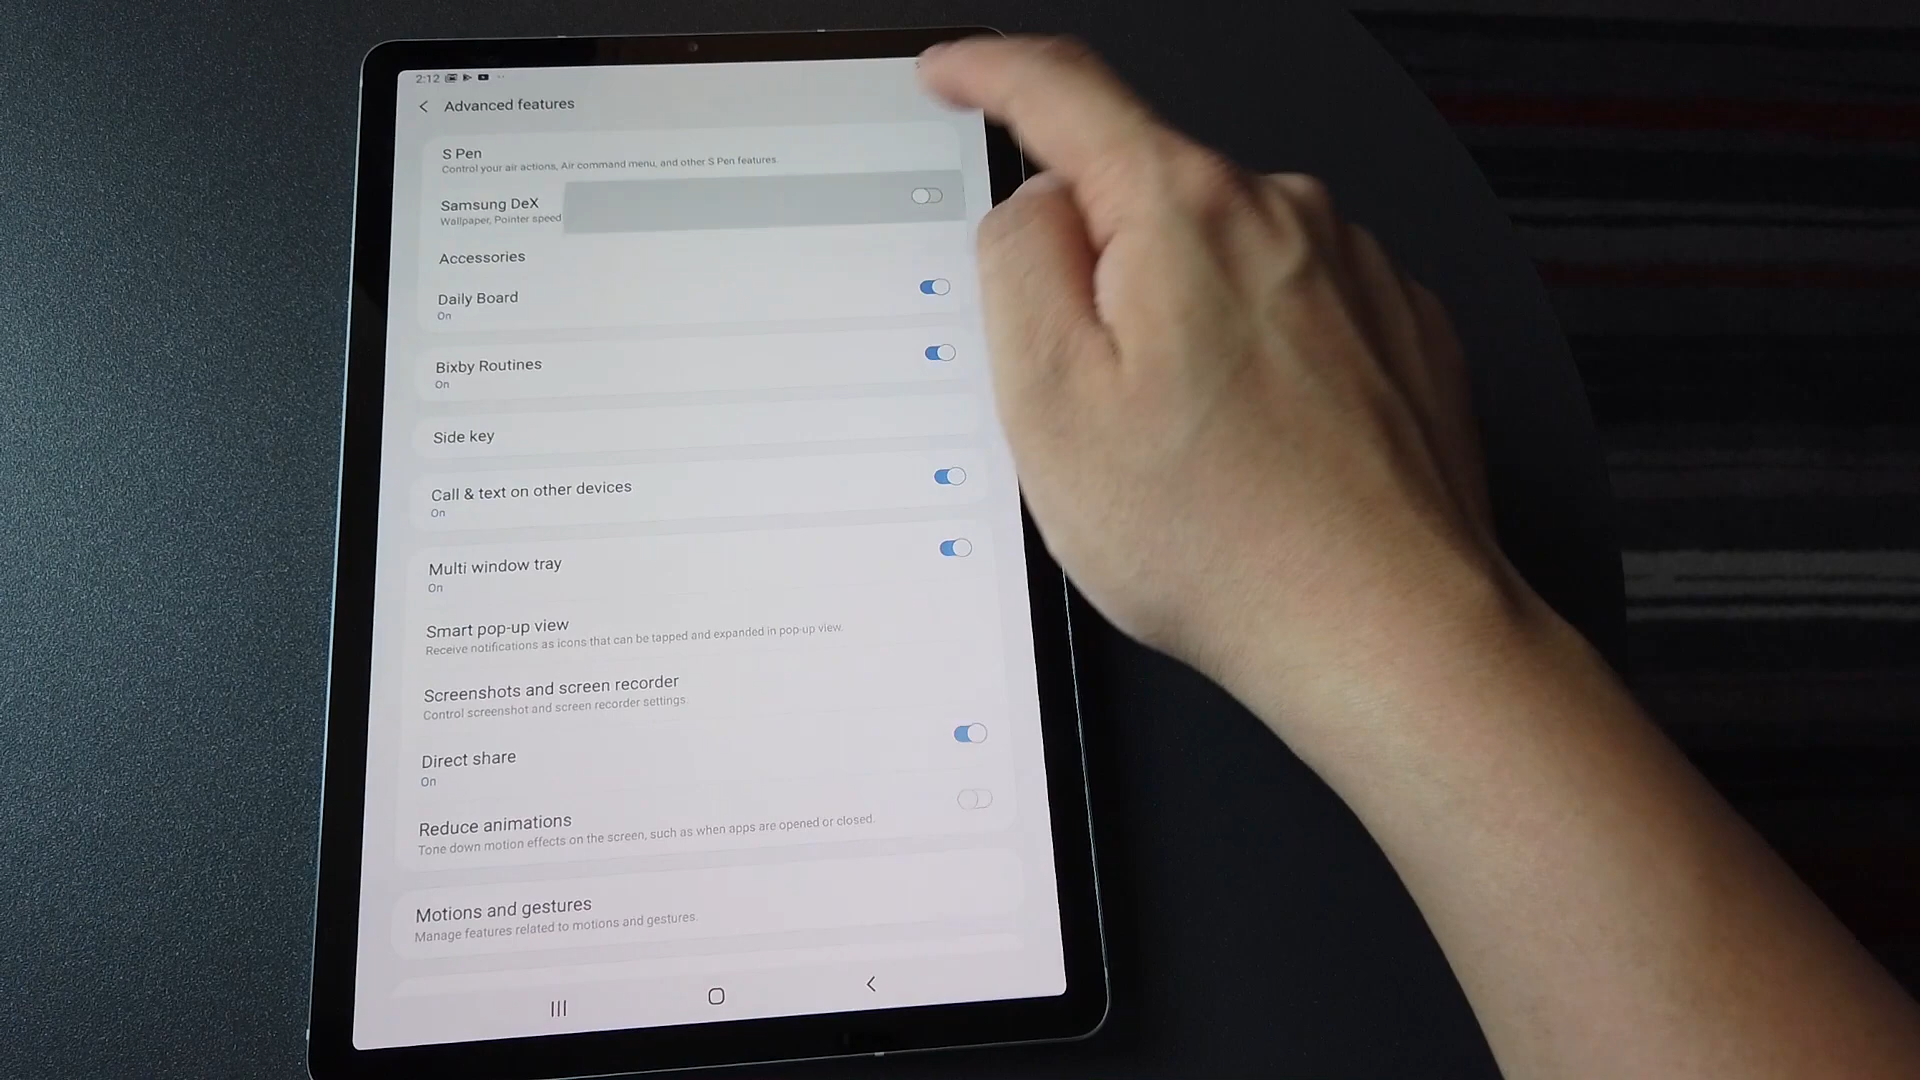 2:12
Advanced features
S Pen
Control your air actions, Air command menu, and other S Pen features.
Samsung DeX
Wallpaper, Pointer speed
Accessories
Daily Board
On
Bixby Routines
On
Side key
Call & text on other devices
On
Multi window tray
On
Smart pop-up view
Receive notifications as icons that can be tapped and expanded in pop-up view.
Screenshots and screen recorder
Control screenshot and screen recorder settings.
Direct share
On
Reduce animations
Tone down motion effects on the screen, such as when apps are opened or closed.
Motions and gestures
Manage features related to motions and gestures.